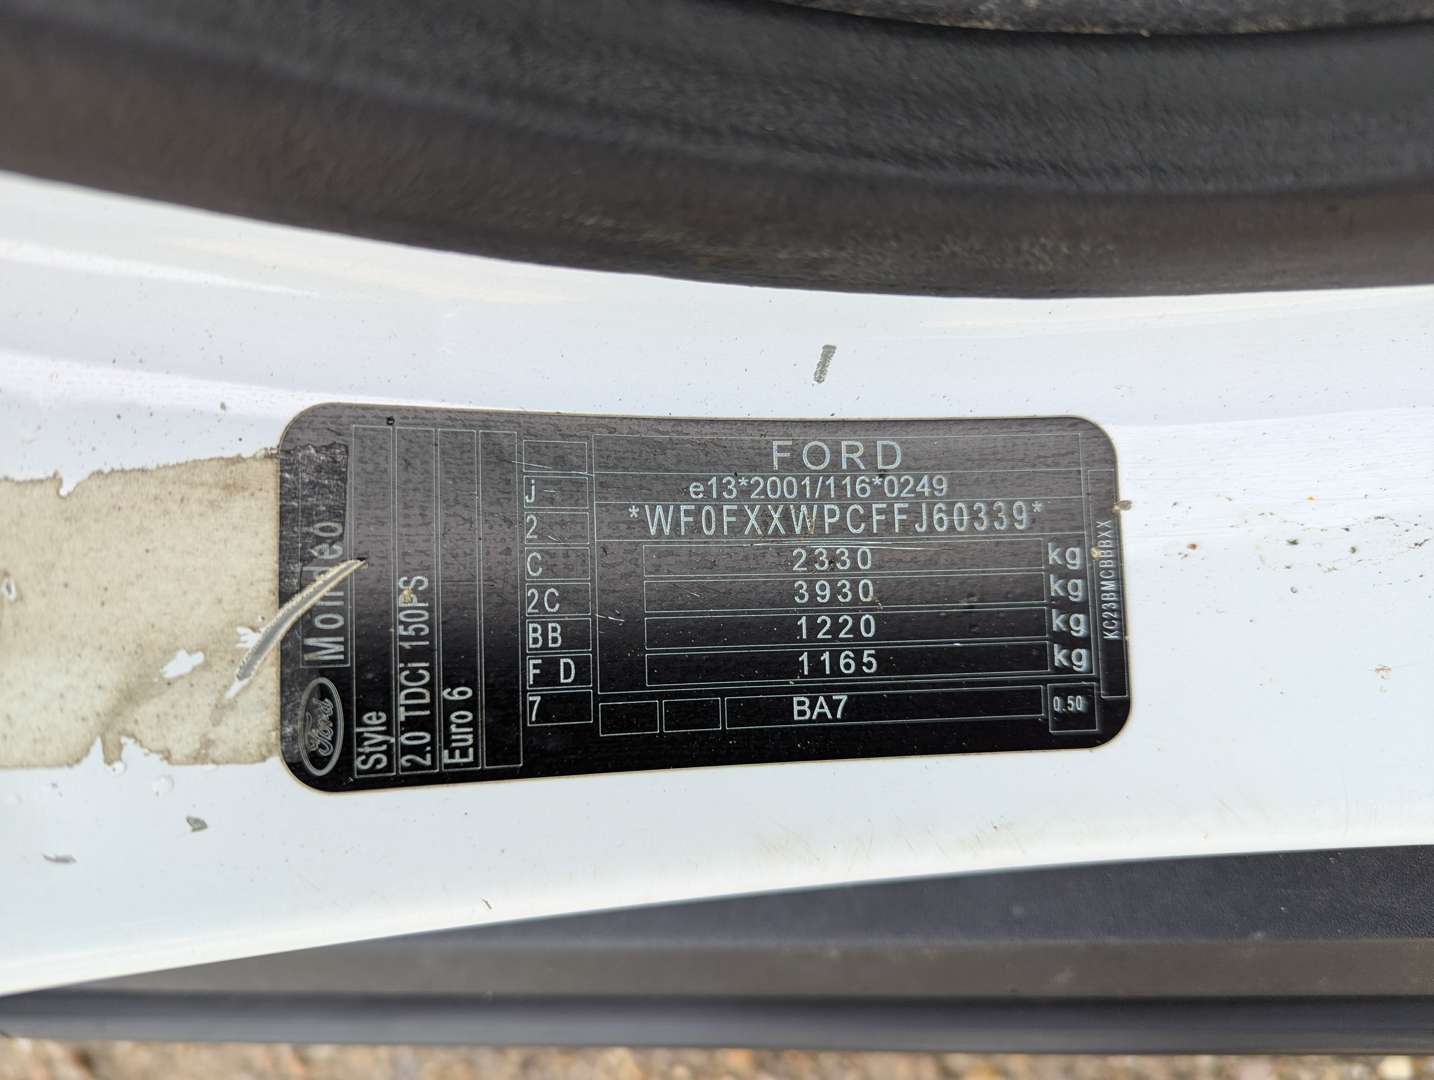 Ford
Mondeo
Style
2.0 TDCi 150PS
Euro 6
FORD
j e13*2001/116*0249
2 *WF0FXXWPCFFJ60339*
C 2330 kg
2C 3930 kg
BB 1220 kg
F D 1165 kg
7 BA7 0.50
KC23BMCBBBXX